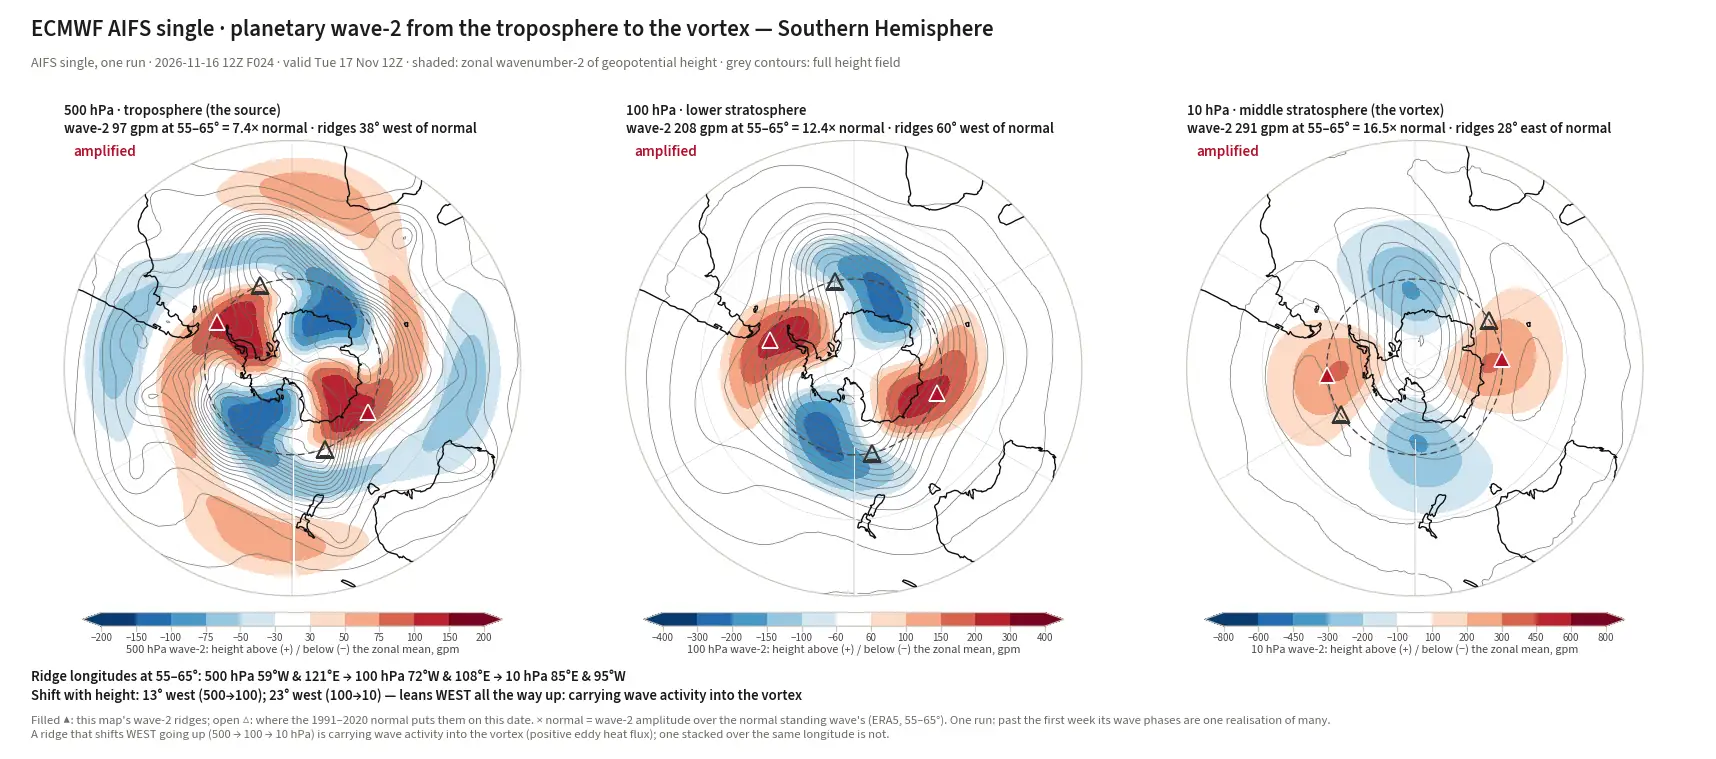 ECMWF AIFS single · planetary wave-2 from the troposphere to the vortex — Southern Hemisphere
AIFS single, one run · 2026-11-16 12Z F024 · valid Tue 17 Nov 12Z · shaded: zonal wavenumber-2 of geopotential height · grey contours: full height field
500 hPa · troposphere (the source)
wave-2 97 gpm at 55–65° = 7.4× normal · ridges 38° west of normal
amplified
100 hPa · lower stratosphere
wave-2 208 gpm at 55–65° = 12.4× normal · ridges 60° west of normal
amplified
10 hPa · middle stratosphere (the vortex)
wave-2 291 gpm at 55–65° = 16.5× normal · ridges 28° east of normal
amplified
−200 −150 −100 −75 −50 −30 30 50 75 100 150 200
500 hPa wave-2: height above (+) / below (−) the zonal mean, gpm
−400 −300 −200 −150 −100 −60 60 100 150 200 300 400
100 hPa wave-2: height above (+) / below (−) the zonal mean, gpm
−800 −600 −450 −300 −200 −100 100 200 300 450 600 800
10 hPa wave-2: height above (+) / below (−) the zonal mean, gpm
Ridge longitudes at 55–65°: 500 hPa 59°W & 121°E → 100 hPa 72°W & 108°E → 10 hPa 85°E & 95°W
Shift with height: 13° west (500→100); 23° west (100→10) — leans WEST all the way up: carrying wave activity into the vortex
Filled ▲: this map's wave-2 ridges; open △: where the 1991–2020 normal puts them on this date. × normal = wave-2 amplitude over the normal standing wave's (ERA5, 55–65°). One run: past the first week its wave phases are one realisation of many.
A ridge that shifts WEST going up (500 → 100 → 10 hPa) is carrying wave activity into the vortex (positive eddy heat flux); one stacked over the same longitude is not.